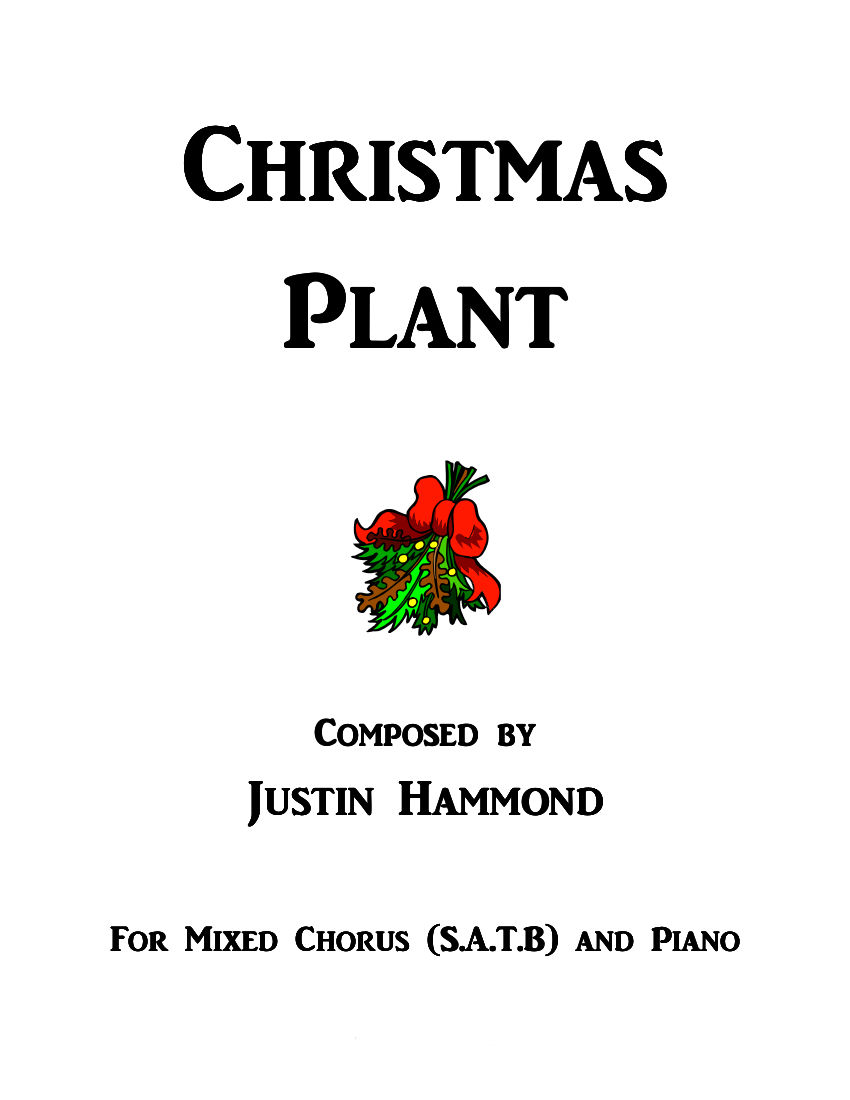 Christmas
Plant
Composed by
Justin Hammond
For Mixed Chorus (S.A.T.B) and Piano